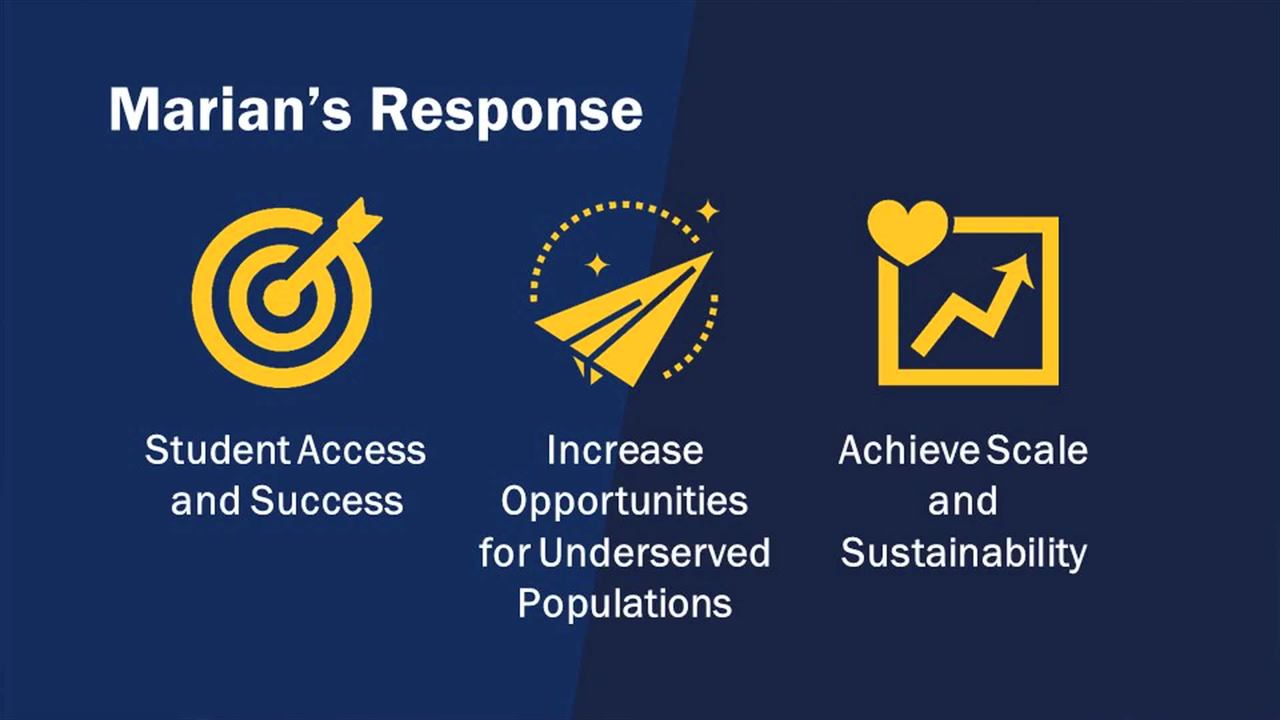 Marian's Response
Student Access
and Success
Increase
Opportunities
for Underserved
Populations
Achieve Scale
and
Sustainability